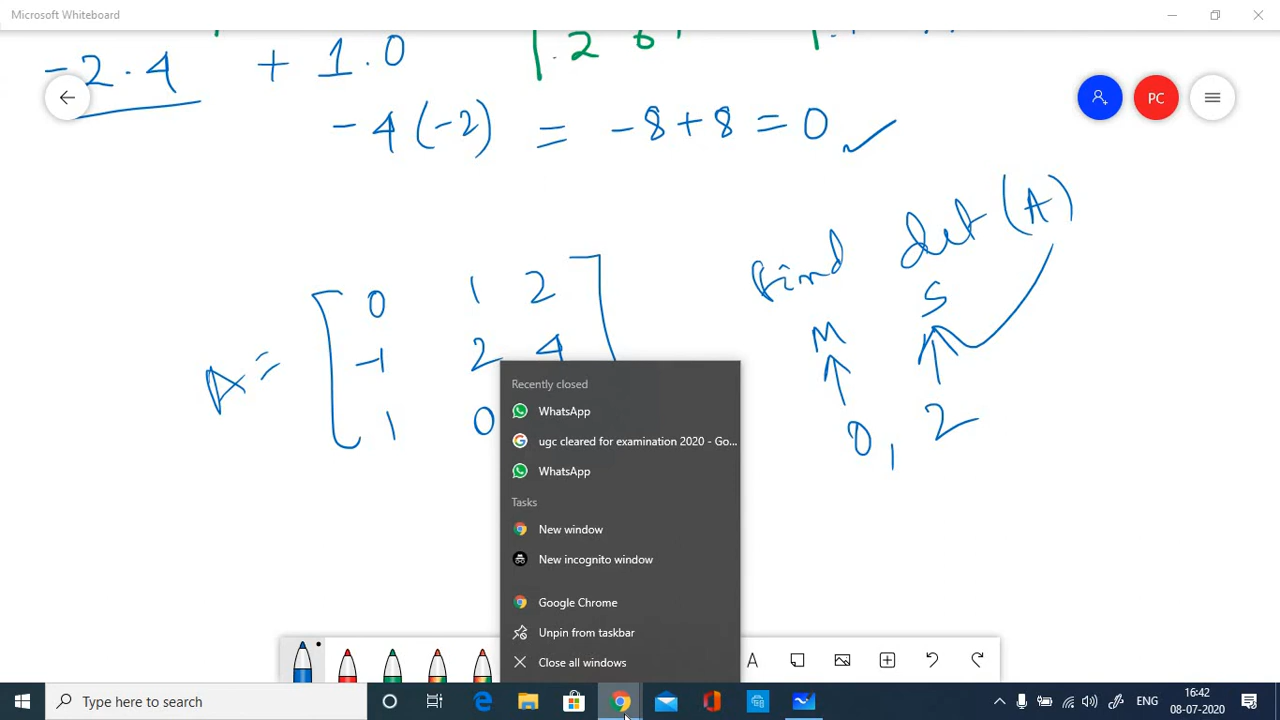 Microsoft Whiteboard
-2.4 + 1.0
-4(-2) = -8+8 = 0
PC
Find det(A)
A = [ 0 1 2
-1 2 4
1 0
M S
0, 2
Recently closed
WhatsApp
ugc cleared for examination 2020 - Go...
WhatsApp
Tasks
New window
New incognito window
Google Chrome
Unpin from taskbar
Close all windows
A
Type here to search
ENG
16:42
08-07-2020